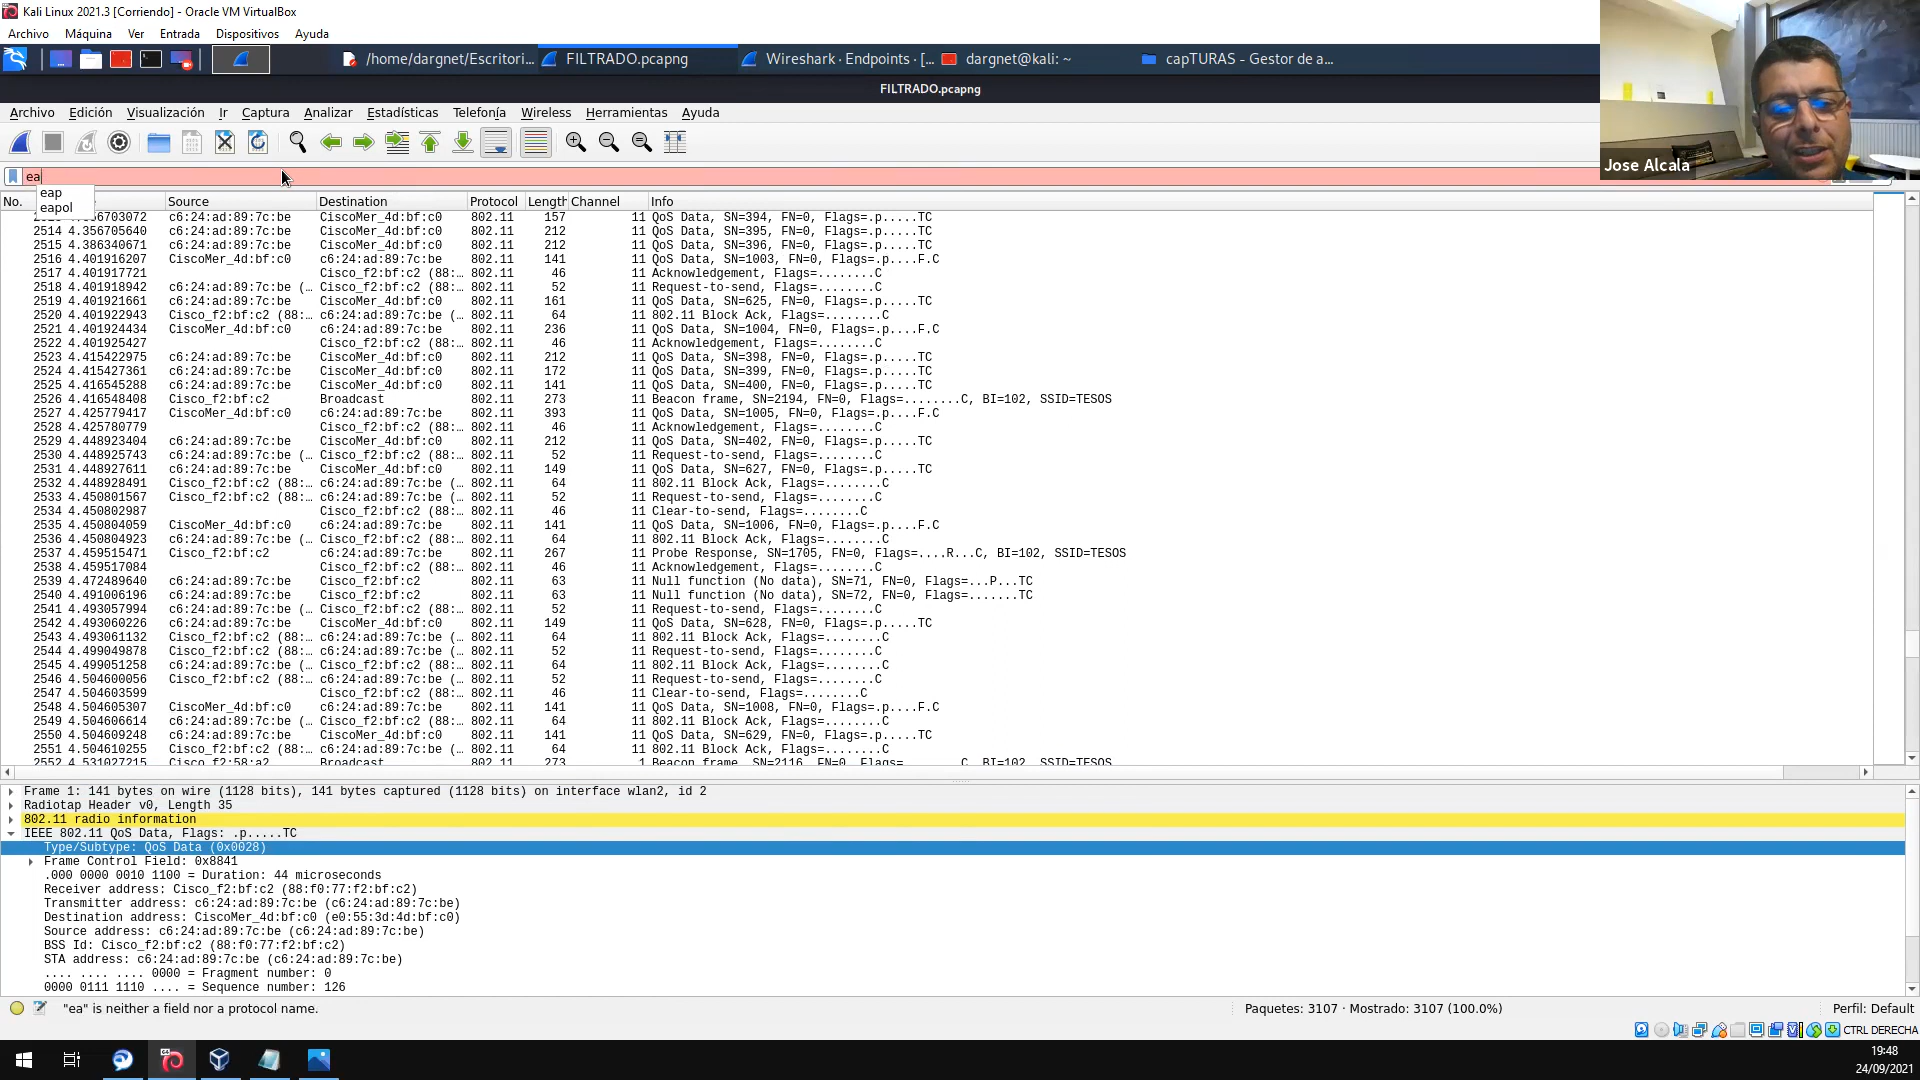 Kali Linux 2021.3 [Corriendo] - Oracle VM VirtualBox
Archivo Máquina Ver Entrada Dispositivos Ayuda
/home/dargnet/Escritori... FILTRADO.pcapng Wireshark · Endpoints · [... dargnet@kali: ~ capTURAS - Gestor de a...
FILTRADO.pcapng
Archivo Edición Visualización Ir Captura Analizar Estadísticas Telefonía Wireless Herramientas Ayuda
Jose Alcala
ea
eap
eapol
No. Source Destination Protocol Length Channel Info
c6:24:ad:89:7c:be CiscoMer_4d:bf:c0 802.11 157 11 QoS Data, SN=394, FN=0, Flags=.p.....TC
2514 4.356705640 c6:24:ad:89:7c:be CiscoMer_4d:bf:c0 802.11 212 11 QoS Data, SN=395, FN=0, Flags=.p.....TC
2515 4.386340671 c6:24:ad:89:7c:be CiscoMer_4d:bf:c0 802.11 212 11 QoS Data, SN=396, FN=0, Flags=.p.....TC
2516 4.401916207 CiscoMer_4d:bf:c0 c6:24:ad:89:7c:be 802.11 141 11 QoS Data, SN=1003, FN=0, Flags=.p....F.C
2517 4.401917721 Cisco_f2:bf:c2 (88:… 802.11 46 11 Acknowledgement, Flags=........C
2518 4.401918942 c6:24:ad:89:7c:be (… Cisco_f2:bf:c2 (88:… 802.11 52 11 Request-to-send, Flags=........C
2519 4.401921661 c6:24:ad:89:7c:be CiscoMer_4d:bf:c0 802.11 161 11 QoS Data, SN=625, FN=0, Flags=.p.....TC
2520 4.401922943 Cisco_f2:bf:c2 (88:… c6:24:ad:89:7c:be (… 802.11 64 11 802.11 Block Ack, Flags=........C
2521 4.401924434 CiscoMer_4d:bf:c0 c6:24:ad:89:7c:be 802.11 236 11 QoS Data, SN=1004, FN=0, Flags=.p....F.C
2522 4.401925427 Cisco_f2:bf:c2 (88:… 802.11 46 11 Acknowledgement, Flags=........C
2523 4.415422975 c6:24:ad:89:7c:be CiscoMer_4d:bf:c0 802.11 212 11 QoS Data, SN=398, FN=0, Flags=.p.....TC
2524 4.415427361 c6:24:ad:89:7c:be CiscoMer_4d:bf:c0 802.11 172 11 QoS Data, SN=399, FN=0, Flags=.p.....TC
2525 4.416545288 c6:24:ad:89:7c:be CiscoMer_4d:bf:c0 802.11 141 11 QoS Data, SN=400, FN=0, Flags=.p.....TC
2526 4.416548408 Cisco_f2:bf:c2 Broadcast 802.11 273 11 Beacon frame, SN=2194, FN=0, Flags=........C, BI=102, SSID=TESOS
2527 4.425779417 CiscoMer_4d:bf:c0 c6:24:ad:89:7c:be 802.11 393 11 QoS Data, SN=1005, FN=0, Flags=.p....F.C
2528 4.425780779 Cisco_f2:bf:c2 (88:… 802.11 46 11 Acknowledgement, Flags=........C
2529 4.448923404 c6:24:ad:89:7c:be CiscoMer_4d:bf:c0 802.11 212 11 QoS Data, SN=402, FN=0, Flags=.p.....TC
2530 4.448925743 c6:24:ad:89:7c:be (… Cisco_f2:bf:c2 (88:… 802.11 52 11 Request-to-send, Flags=........C
2531 4.448927611 c6:24:ad:89:7c:be CiscoMer_4d:bf:c0 802.11 149 11 QoS Data, SN=627, FN=0, Flags=.p.....TC
2532 4.448928491 Cisco_f2:bf:c2 (88:… c6:24:ad:89:7c:be (… 802.11 64 11 802.11 Block Ack, Flags=........C
2533 4.450801567 Cisco_f2:bf:c2 (88:… c6:24:ad:89:7c:be (… 802.11 52 11 Request-to-send, Flags=........C
2534 4.450802987 Cisco_f2:bf:c2 (88:… 802.11 46 11 Clear-to-send, Flags=........C
2535 4.450804059 CiscoMer_4d:bf:c0 c6:24:ad:89:7c:be 802.11 141 11 QoS Data, SN=1006, FN=0, Flags=.p....F.C
2536 4.450804923 c6:24:ad:89:7c:be (… Cisco_f2:bf:c2 (88:… 802.11 64 11 802.11 Block Ack, Flags=........C
2537 4.459515471 Cisco_f2:bf:c2 c6:24:ad:89:7c:be 802.11 267 11 Probe Response, SN=1705, FN=0, Flags=....R...C, BI=102, SSID=TESOS
2538 4.459517084 Cisco_f2:bf:c2 (88:… 802.11 46 11 Acknowledgement, Flags=........C
2539 4.472489640 c6:24:ad:89:7c:be Cisco_f2:bf:c2 802.11 63 11 Null function (No data), SN=71, FN=0, Flags=...P...TC
2540 4.491006196 c6:24:ad:89:7c:be Cisco_f2:bf:c2 802.11 63 11 Null function (No data), SN=72, FN=0, Flags=.......TC
2541 4.493057994 c6:24:ad:89:7c:be (… Cisco_f2:bf:c2 (88:… 802.11 52 11 Request-to-send, Flags=........C
2542 4.493060226 c6:24:ad:89:7c:be CiscoMer_4d:bf:c0 802.11 149 11 QoS Data, SN=628, FN=0, Flags=.p.....TC
2543 4.493061132 Cisco_f2:bf:c2 (88:… c6:24:ad:89:7c:be (… 802.11 64 11 802.11 Block Ack, Flags=........C
2544 4.499049878 c6:24:ad:89:7c:be (… Cisco_f2:bf:c2 (88:… 802.11 52 11 Request-to-send, Flags=........C
2545 4.499051258 c6:24:ad:89:7c:be (… Cisco_f2:bf:c2 (88:… 802.11 64 11 802.11 Block Ack, Flags=........C
2546 4.504600056 Cisco_f2:bf:c2 (88:… c6:24:ad:89:7c:be (… 802.11 52 11 Request-to-send, Flags=........C
2547 4.504603599 Cisco_f2:bf:c2 (88:… 802.11 46 11 Clear-to-send, Flags=........C
2548 4.504605307 CiscoMer_4d:bf:c0 c6:24:ad:89:7c:be 802.11 141 11 QoS Data, SN=1008, FN=0, Flags=.p....F.C
2549 4.504606614 c6:24:ad:89:7c:be (… Cisco_f2:bf:c2 (88:… 802.11 64 11 802.11 Block Ack, Flags=........C
2550 4.504609248 c6:24:ad:89:7c:be CiscoMer_4d:bf:c0 802.11 141 11 QoS Data, SN=629, FN=0, Flags=.p.....TC
2551 4.504610255 Cisco_f2:bf:c2 (88:… c6:24:ad:89:7c:be (… 802.11 64 11 802.11 Block Ack, Flags=........C
2552 4.531027215 Cisco_f2:58:a2 Broadcast 802.11 273 1 Beacon frame, SN=2116, FN=0, Flags=........C, BI=102, SSID=TESOS
Frame 1: 141 bytes on wire (1128 bits), 141 bytes captured (1128 bits) on interface wlan2, id 2
Radiotap Header v0, Length 35
802.11 radio information
IEEE 802.11 QoS Data, Flags: .p.....TC
Type/Subtype: QoS Data (0x0028)
Frame Control Field: 0x8841
.000 0000 0010 1100 = Duration: 44 microseconds
Receiver address: Cisco_f2:bf:c2 (88:f0:77:f2:bf:c2)
Transmitter address: c6:24:ad:89:7c:be (c6:24:ad:89:7c:be)
Destination address: CiscoMer_4d:bf:c0 (e0:55:3d:4d:bf:c0)
Source address: c6:24:ad:89:7c:be (c6:24:ad:89:7c:be)
BSS Id: Cisco_f2:bf:c2 (88:f0:77:f2:bf:c2)
STA address: c6:24:ad:89:7c:be (c6:24:ad:89:7c:be)
.... .... .... 0000 = Fragment number: 0
0000 0111 1110 .... = Sequence number: 126
"ea" is neither a field nor a protocol name. Paquetes: 3107 · Mostrado: 3107 (100.0%) Perfil: Default
CTRL DERECHA
19:48
24/09/2021